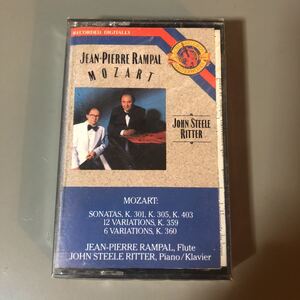 RECORDED DIGITALLY
JEAN-PIERRE RAMPAL
MOZART
JOHN STEELE
RITTER
MOZART:
SONATAS, K. 301, K. 305, K. 403
12 VARIATIONS, K. 359
6 VARIATIONS, K. 360
JEAN-PIERRE RAMPAL, Flute
JOHN STEELE RITTER, Piano/Klavier